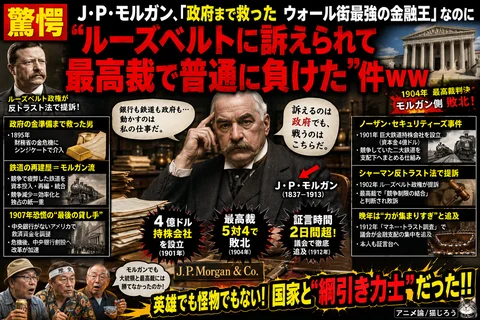 驚愕
J・P・モルガン、「政府まで救った ウォール街最強の金融王」なのに
“ルーズベルトに訴えられて
最高裁で普通に負けた”件ww
1904年 最高裁判決
モルガン側 敗北！
ルーズベルト政権が
反トラスト法で提訴！
政府の金準備まで救った男
・1895年
財務省の金危機に
シンジケートで介入
鉄道の再建屋＝モルガン流
・競争で疲弊した鉄道を
資本投入・再編・統合
・競争減少＝効率化と
独占の紙一重
1907年恐慌の“最後の貸し手”
・中央銀行がないアメリカで
救済資金を調達
・危機後、中央銀行創設へ
改革が加速
銀行も鉄道も政府も…
動かすのは
私の仕事だ。
訴えるのは
政府でも、
戦うのは
こちらだ。
J・P・モルガン
（1837–1913）
ノーザン・セキュリティーズ事件
・1901年 巨大鉄道持株会社を設立
（資本金4億ドル）
・競争していた二大鉄道を
支配下へまとめる仕組み
シャーマン反トラスト法で提訴
・1902年 ルーズベルト政権が提訴
・最高裁で「競争制限の結合」
と判断され敗訴
晩年は“力が集まりすぎ”と追及
・1912年「マネー・トラスト調査」で
議会が金融支配の集中を追及
・本人も証言台へ
4億ドル
持株会社
を設立
（1901年）
最高裁
5対4で
敗北
（1904年）
証言時間
2日間超！
議会で徹底
追及（1912年）
J.P. Morgan & Co.
モルガンでも
大統領と最高裁には
勝てなかったのか！
英雄でも怪物でもない！ 国家と“綱引き力士”だった!!
アニメ論 / 猫じろう